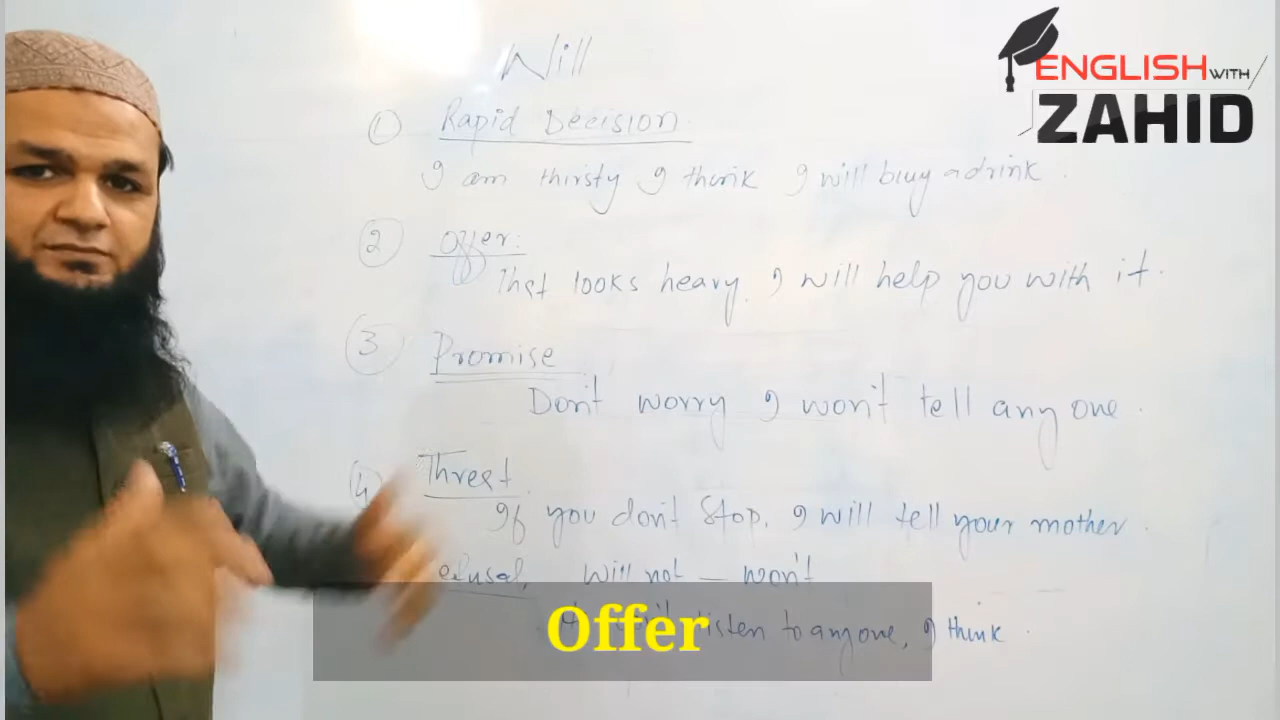 ENGLISH WITH
ZAHID
Will
1 Rapid Decision.
I am thirsty I think I will buy a drink.
2 Offer:
That looks heavy. I will help you with it.
3 Promise
Don't worry I won't tell any one.
4 Threat
If you don't stop. I will tell your mother.
efusal. Will not — won't
listen to anyone, I think.
Offer